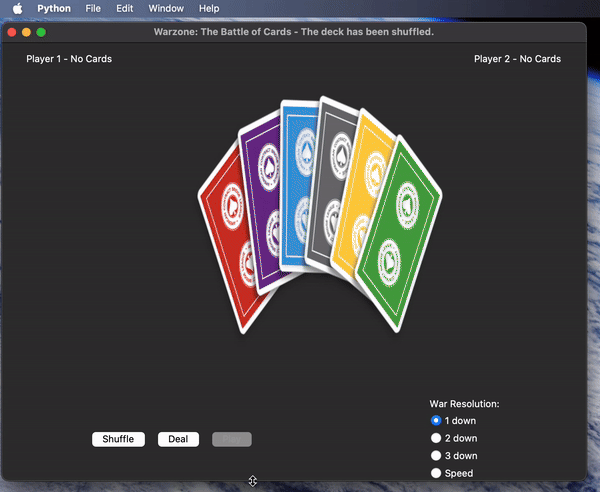 Python File Edit Window Help
Warzone: The Battle of Cards - The deck has been shuffled.
Player 1 - No Cards
Player 2 - No Cards
War Resolution:
1 down
Shuffle Deal Play
2 down
3 down
Speed